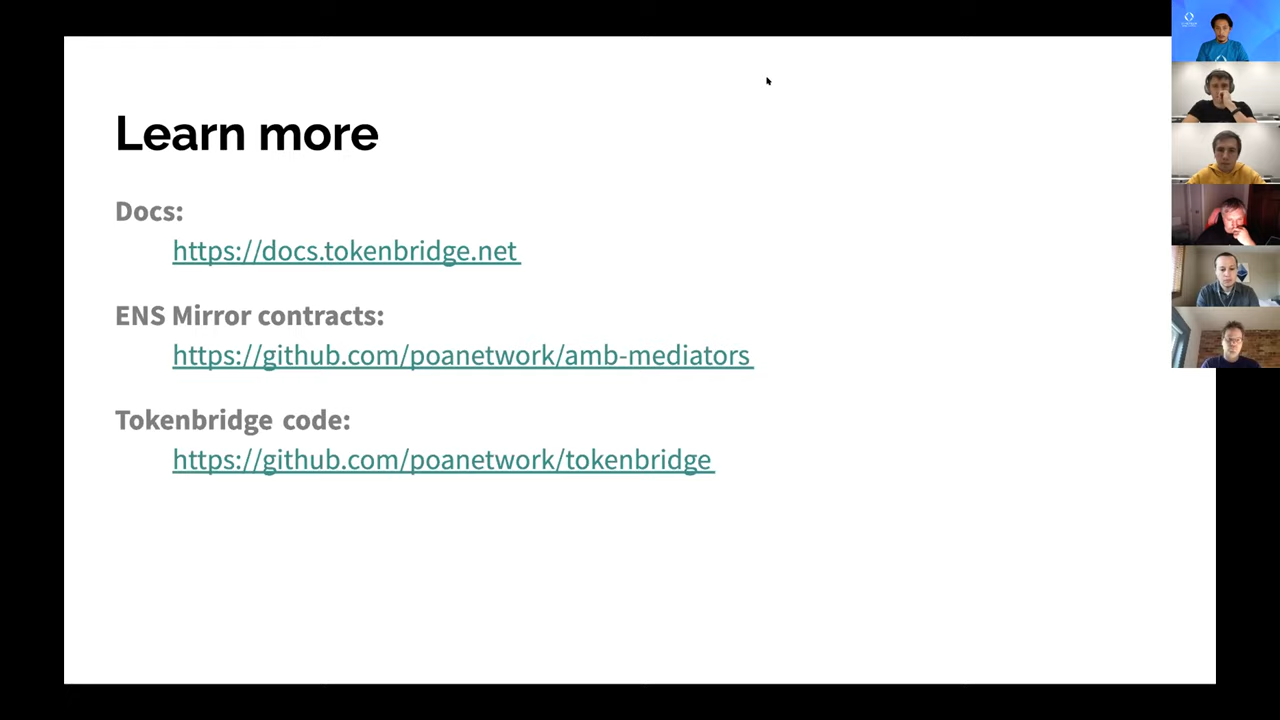 Learn more
Docs:
https://docs.tokenbridge.net
ENS Mirror contracts:
https://github.com/poanetwork/amb-mediators
Tokenbridge code:
https://github.com/poanetwork/tokenbridge